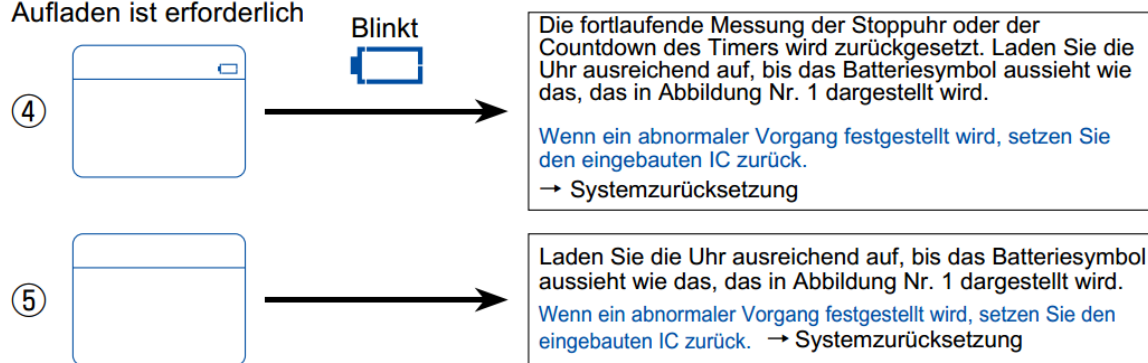 Aufladen ist erforderlich
Blinkt
④
Die fortlaufende Messung der Stoppuhr oder der
Countdown des Timers wird zurückgesetzt. Laden Sie die
Uhr ausreichend auf, bis das Batteriesymbol aussieht wie
das, das in Abbildung Nr. 1 dargestellt wird.
Wenn ein abnormaler Vorgang festgestellt wird, setzen Sie
den eingebauten IC zurück.
→ Systemzurücksetzung
⑤
Laden Sie die Uhr ausreichend auf, bis das Batteriesymbol
aussieht wie das, das in Abbildung Nr. 1 dargestellt wird.
Wenn ein abnormaler Vorgang festgestellt wird, setzen Sie den
eingebauten IC zurück. → Systemzurücksetzung